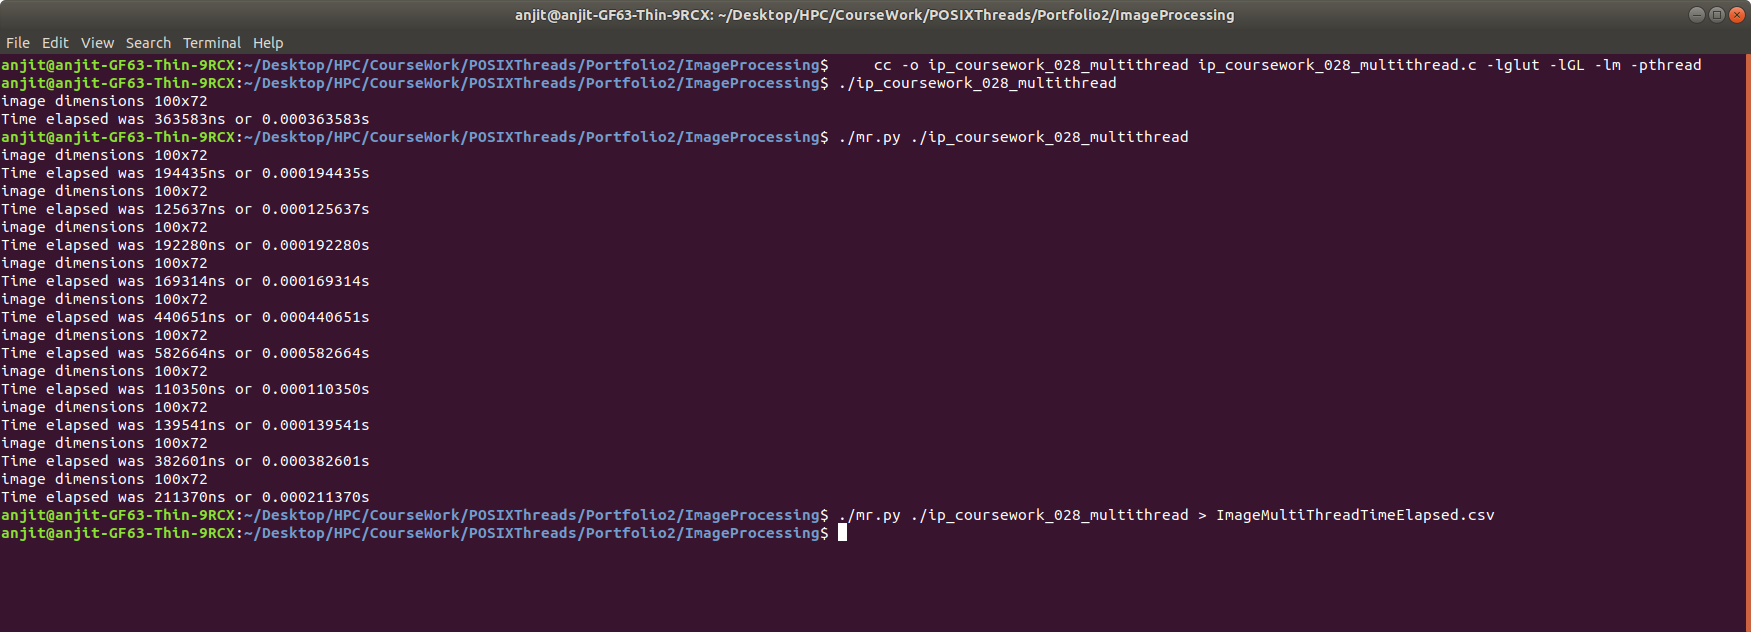 anjit@anjit-GF63-Thin-9RCX: ~/Desktop/HPC/CourseWork/POSIXThreads/Portfolio2/ImageProcessing
File Edit View Search Terminal Help
anjit@anjit-GF63-Thin-9RCX:~/Desktop/HPC/CourseWork/POSIXThreads/Portfolio2/ImageProcessing$     cc -o ip_coursework_028_multithread ip_coursework_028_multithread.c -lglut -lGL -lm -pthread
anjit@anjit-GF63-Thin-9RCX:~/Desktop/HPC/CourseWork/POSIXThreads/Portfolio2/ImageProcessing$ ./ip_coursework_028_multithread
image dimensions 100x72
Time elapsed was 363583ns or 0.000363583s
anjit@anjit-GF63-Thin-9RCX:~/Desktop/HPC/CourseWork/POSIXThreads/Portfolio2/ImageProcessing$ ./mr.py ./ip_coursework_028_multithread
image dimensions 100x72
Time elapsed was 194435ns or 0.000194435s
image dimensions 100x72
Time elapsed was 125637ns or 0.000125637s
image dimensions 100x72
Time elapsed was 192280ns or 0.000192280s
image dimensions 100x72
Time elapsed was 169314ns or 0.000169314s
image dimensions 100x72
Time elapsed was 440651ns or 0.000440651s
image dimensions 100x72
Time elapsed was 582664ns or 0.000582664s
image dimensions 100x72
Time elapsed was 110350ns or 0.000110350s
image dimensions 100x72
Time elapsed was 139541ns or 0.000139541s
image dimensions 100x72
Time elapsed was 382601ns or 0.000382601s
image dimensions 100x72
Time elapsed was 211370ns or 0.000211370s
anjit@anjit-GF63-Thin-9RCX:~/Desktop/HPC/CourseWork/POSIXThreads/Portfolio2/ImageProcessing$ ./mr.py ./ip_coursework_028_multithread > ImageMultiThreadTimeElapsed.csv
anjit@anjit-GF63-Thin-9RCX:~/Desktop/HPC/CourseWork/POSIXThreads/Portfolio2/ImageProcessing$